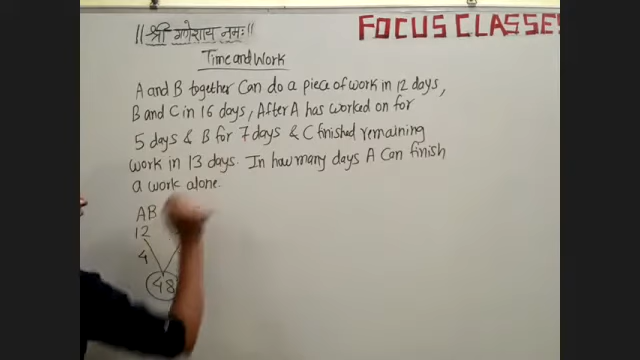 ||श्री गणेशाय नमः||
FOCUS CLASSES
Time and Work
A and B together Can do a piece of work in 12 days,
B and C in 16 days, After A has worked on for
5 days & B for 7 days & C finished remaining
work in 13 days. In how many days A Can finish
a work alone.
AB
12
4
48